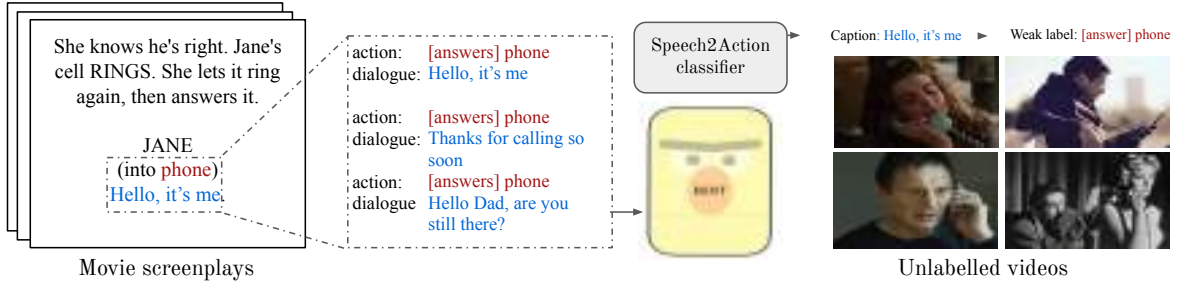 She knows he's right. Jane's
cell RINGS. She lets it ring
again, then answers it.
JANE
(into phone)
Hello, it's me.
Movie screenplays
action: [answers] phone
dialogue: Hello, it's me
action: [answers] phone
dialogue: Thanks for calling so
soon
action: [answers] phone
dialogue Hello Dad, are you
still there?
Speech2Action
classifier
BERT
Caption: Hello, it's me
Weak label: [answer] phone
Unlabelled videos